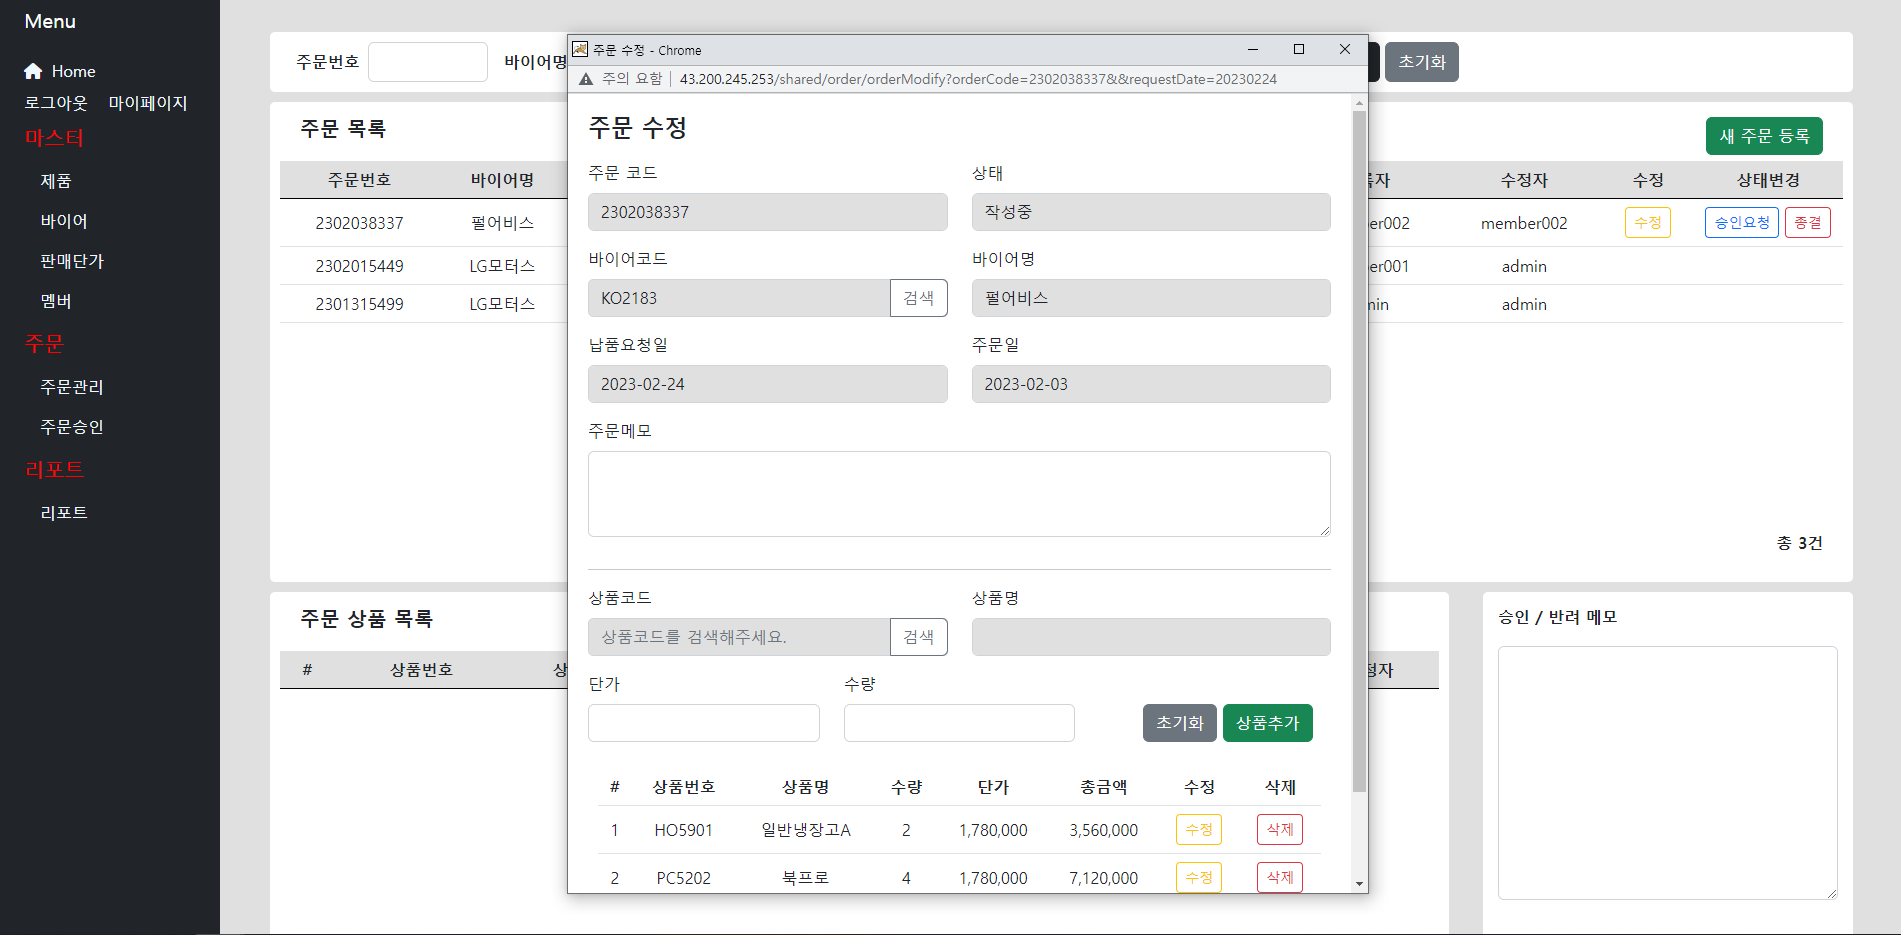 Menu
Home
로그아웃 마이페이지
마스터
제품
바이어
판매단가
멤버
주문
주문관리
주문승인
리포트
리포트
주문번호 바이어명 초기화
주문 목록
새 주문 등록
주문번호 바이어명 수정자 수정 상태변경
2302038337 펄어비스 member002 수정 승인요청 종결
2302015449 LG모터스 admin
2301315499 LG모터스 admin
총 3건
주문 상품 목록
# 상품번호
승인 / 반려 메모
주문 수정 - Chrome
주의 요함 43.200.245.253/shared/order/orderModify?orderCode=2302038337&&requestDate=20230224
주문 수정
주문 코드 상태
2302038337 작성중
바이어코드 바이어명
KO2183 검색 펄어비스
납품요청일 주문일
2023-02-24 2023-02-03
주문메모
상품코드 상품명
상품코드를 검색해주세요. 검색
단가 수량
초기화 상품추가
# 상품번호 상품명 수량 단가 총금액 수정 삭제
1 HO5901 일반냉장고A 2 1,780,000 3,560,000 수정 삭제
2 PC5202 북프로 4 1,780,000 7,120,000 수정 삭제